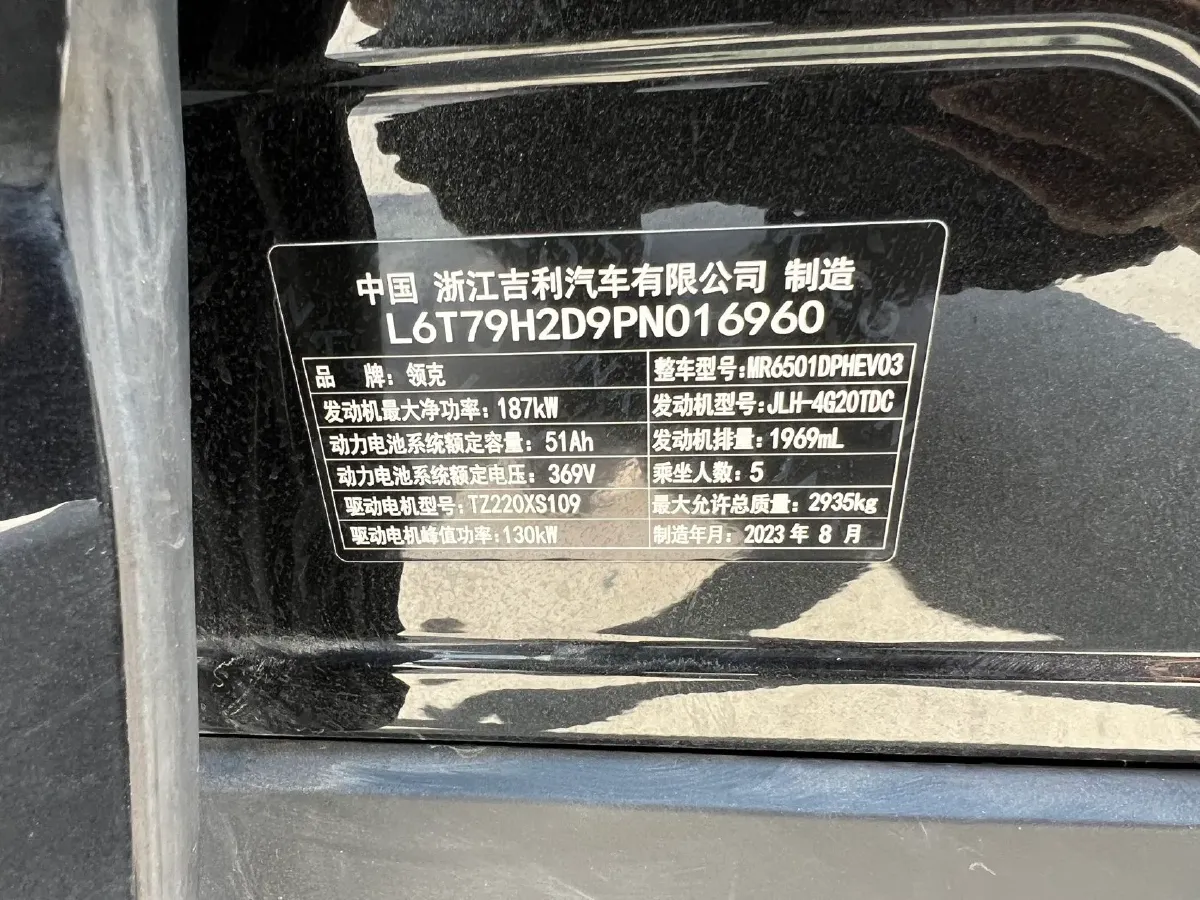 中国 浙江吉利汽车有限公司 制造
L6T79H2D9PN016960
品 牌：领克 整车型号：MR6501DPHEV03
发动机最大净功率：187kW 发动机型号：JLH-4G20TDC
动力电池系统额定容量：51Ah 发动机排量：1969mL
动力电池系统额定电压：369V 乘坐人数：5
驱动电机型号：TZ220XS109 最大允许总质量：2935kg
驱动电机峰值功率：130kW 制造年月：2023 年 8 月